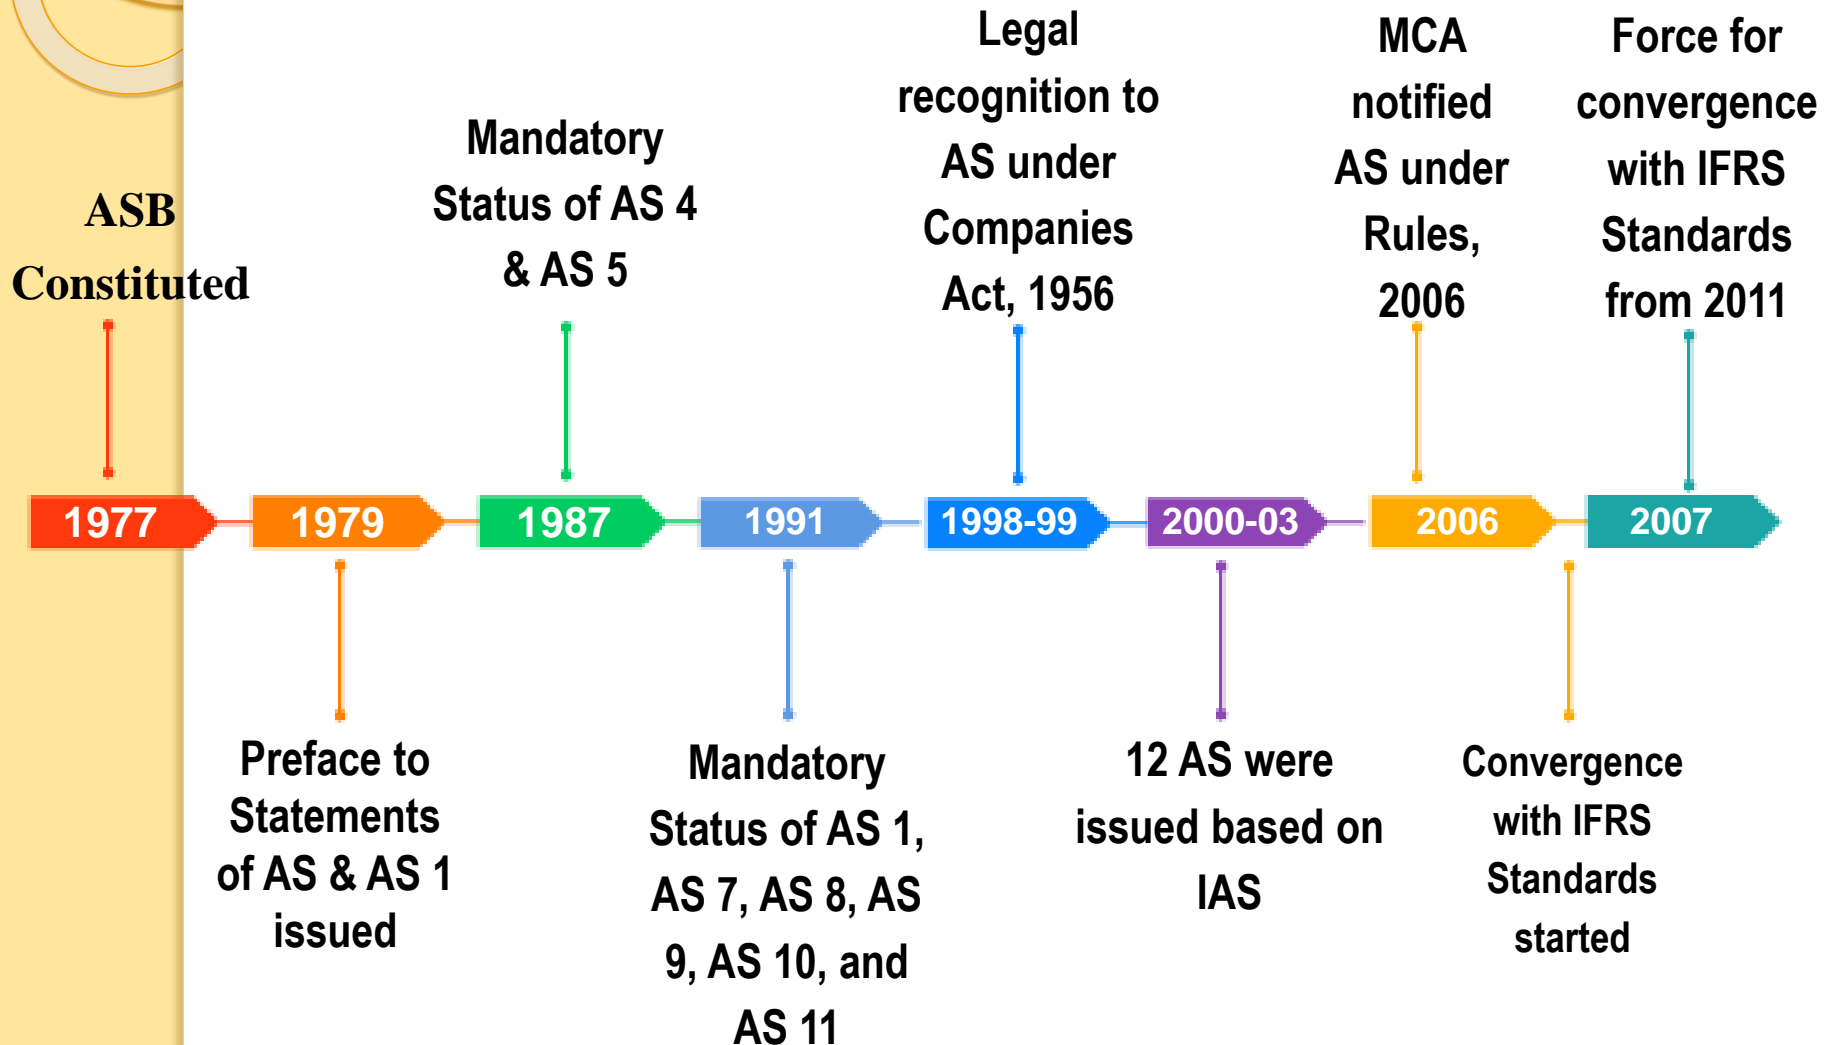 ASB
Constituted
Mandatory
Status of AS 4
& AS 5
Legal
recognition to
AS under
Companies
Act, 1956
MCA
notified
AS under
Rules,
2006
Force for
convergence
with IFRS
Standards
from 2011
1977
1979
1987
1991
1998-99
2000-03
2006
2007
Preface to
Statements
of AS & AS 1
issued
Mandatory
Status of AS 1,
AS 7, AS 8, AS
9, AS 10, and
AS 11
12 AS were
issued based on
IAS
Convergence
with IFRS
Standards
started